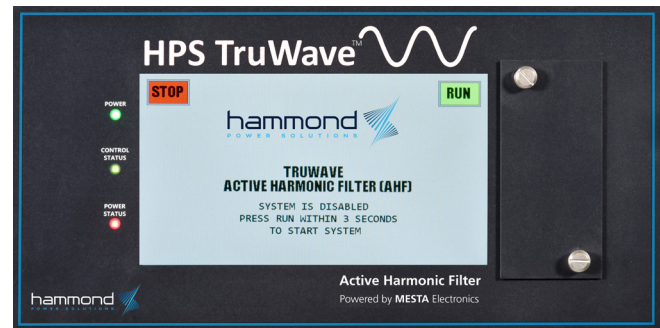 HPS TruWave™
STOP
RUN
hammond
POWER SOLUTIONS
POWER
CONTROL
STATUS
POWER
STATUS
TRUWAVE
ACTIVE HARMONIC FILTER (AHF)
SYSTEM IS DISABLED
PRESS RUN WITHIN 3 SECONDS
TO START SYSTEM
Active Harmonic Filter
Powered by MESTA Electronics
hammond
POWER SOLUTIONS